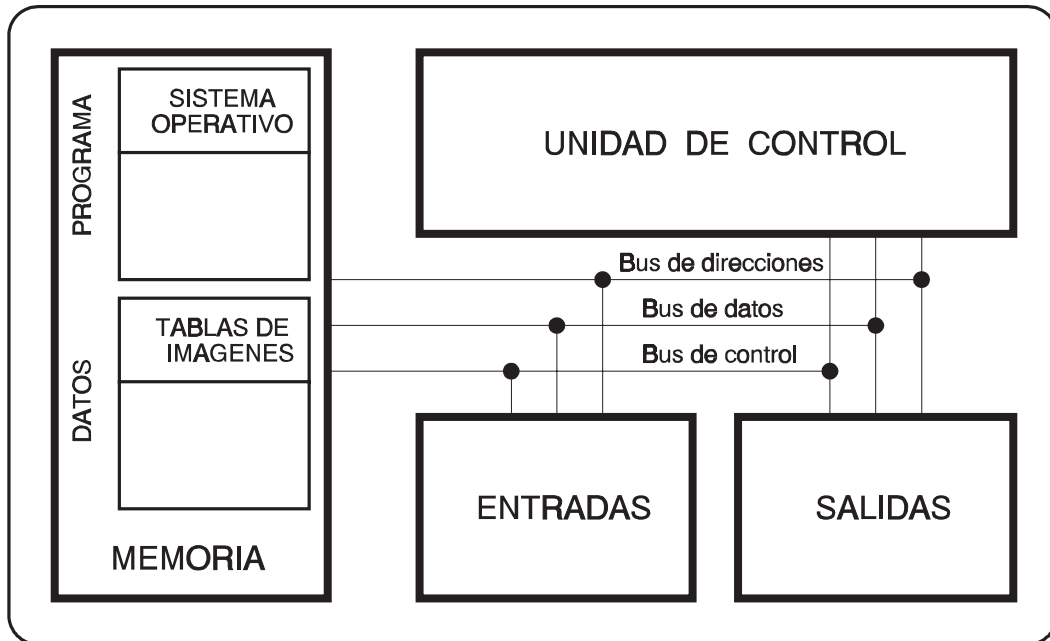 PROGRAMA
SISTEMA
OPERATIVO
DATOS
TABLAS DE
IMAGENES
MEMORIA
UNIDAD DE CONTROL
Bus de direcciones
Bus de datos
Bus de control
ENTRADAS
SALIDAS